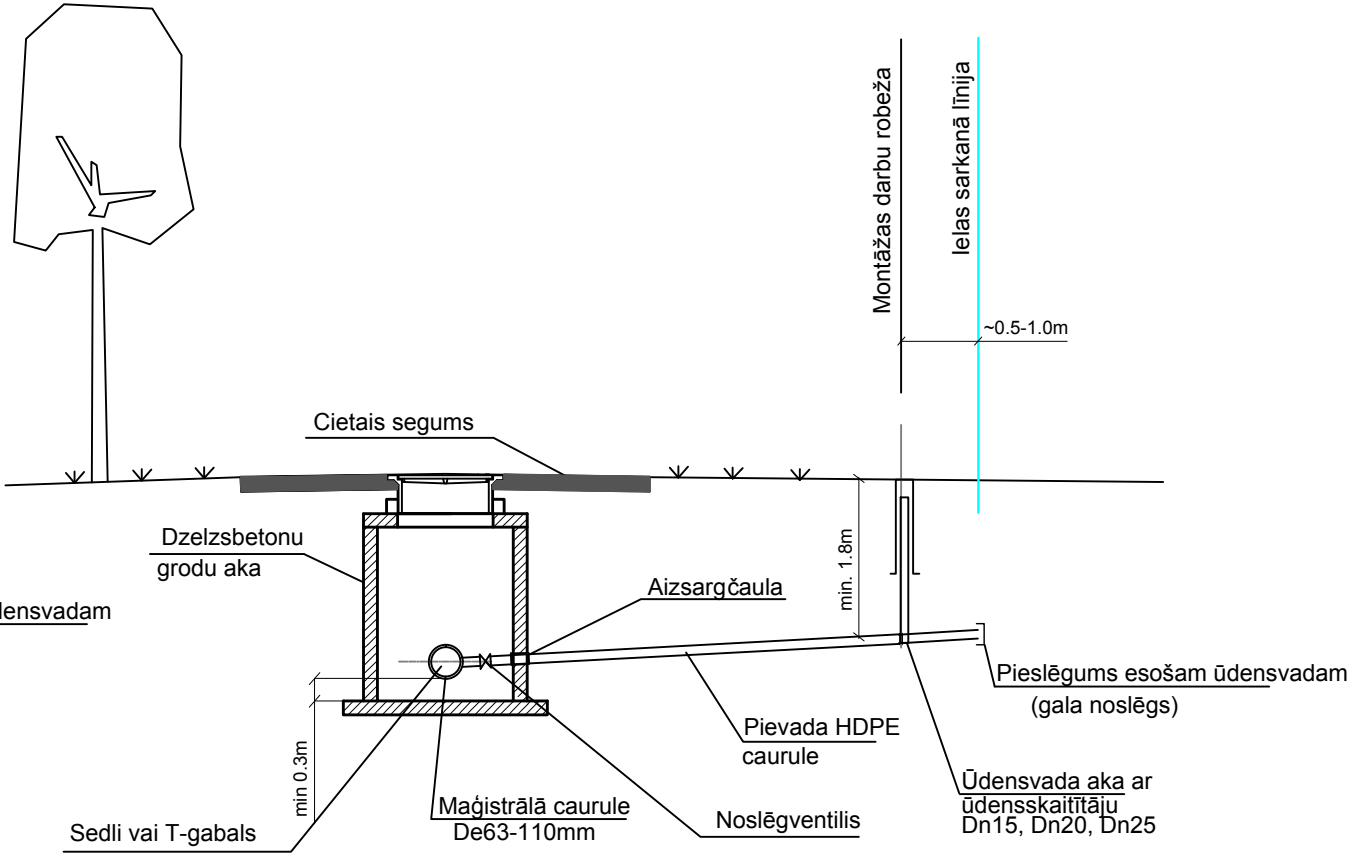 Montāžas darbu robeža
Ielas sarkanā līnija
~0.5-1.0m
Cietais segums
Dzelzsbetonu
grodu aka
densvadam
Aizsargčaula
min. 1.8m
Pieslēgums esošam ūdensvadam
(gala noslēgs)
Pievada HDPE
caurule
min 0.3m
Maģistrālā caurule
De63-110mm
Noslēgventilis
Ūdensvada aka ar
ūdensskaitītāju
Dn15, Dn20, Dn25
Sedli vai T-gabals